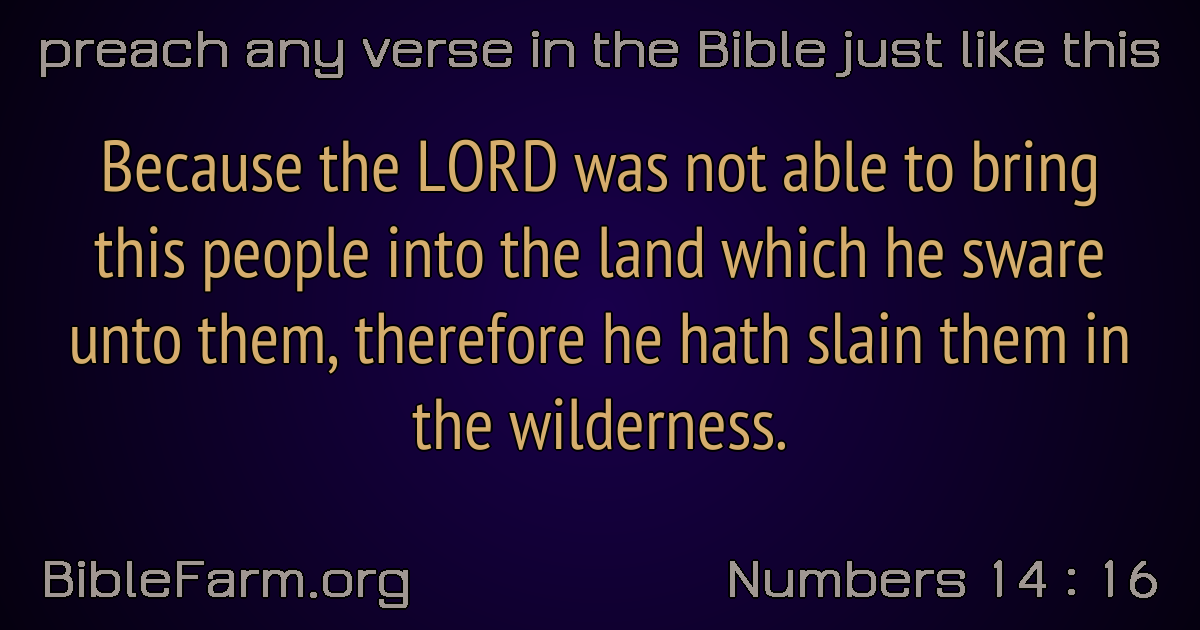 preach any verse in the Bible just like this
Because the LORD was not able to bring
this people into the land which he sware
unto them, therefore he hath slain them in
the wilderness.
BibleFarm.org
Numbers 14 : 16